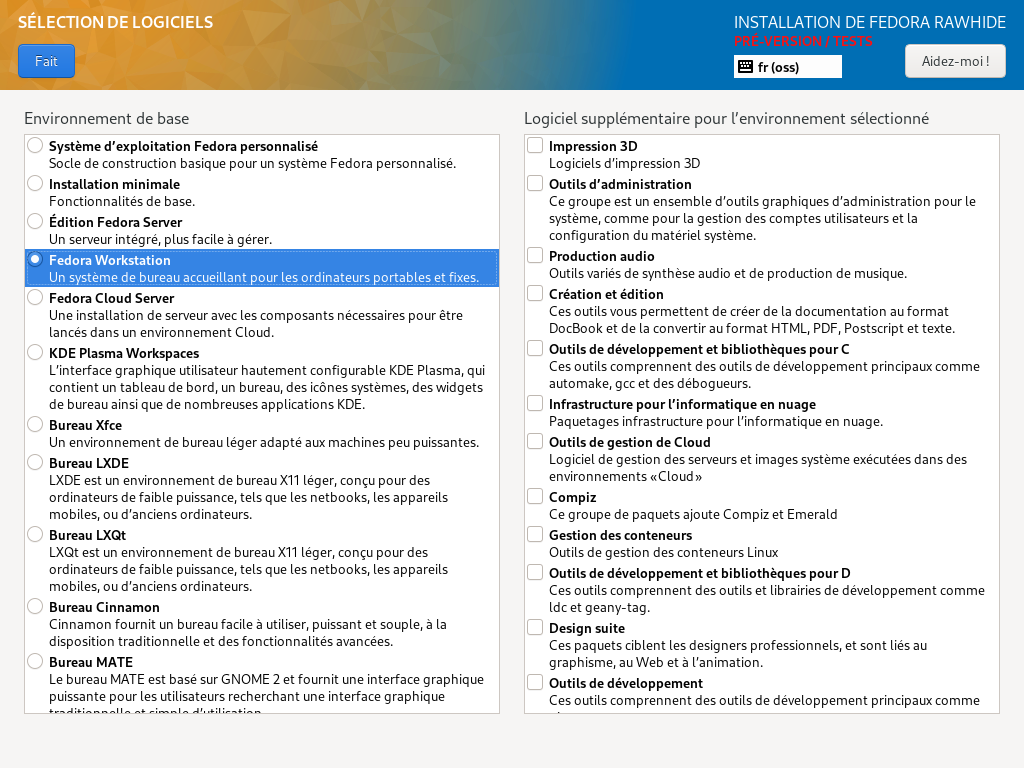 SÉLECTION DE LOGICIELS
Fait
INSTALLATION DE FEDORA RAWHIDE
PRÉ-VERSION / TESTS
fr (oss)
Aidez-moi !
Environnement de base
Système d’exploitation Fedora personnalisé
Socle de construction basique pour un système Fedora personnalisé.
Installation minimale
Fonctionnalités de base.
Édition Fedora Server
Un serveur intégré, plus facile à gérer.
Fedora Workstation
Un système de bureau accueillant pour les ordinateurs portables et fixes.
Fedora Cloud Server
Une installation de serveur avec les composants nécessaires pour être
lancés dans un environnement Cloud.
KDE Plasma Workspaces
L’interface graphique utilisateur hautement configurable KDE Plasma, qui
contient un tableau de bord, un bureau, des icônes systèmes, des widgets
de bureau ainsi que de nombreuses applications KDE.
Bureau Xfce
Un environnement de bureau léger adapté aux machines peu puissantes.
Bureau LXDE
LXDE est un environnement de bureau X11 léger, conçu pour des
ordinateurs de faible puissance, tels que les netbooks, les appareils
mobiles, ou d’anciens ordinateurs.
Bureau LXQt
LXQt est un environnement de bureau X11 léger, conçu pour des
ordinateurs de faible puissance, tels que les netbooks, les appareils
mobiles, ou d’anciens ordinateurs.
Bureau Cinnamon
Cinnamon fournit un bureau facile à utiliser, puissant et souple, à la
disposition traditionnelle et des fonctionnalités avancées.
Bureau MATE
Le bureau MATE est basé sur GNOME 2 et fournit une interface graphique
puissante pour les utilisateurs recherchant une interface graphique
traditionnelle et simple d’utilisation
Logiciel supplémentaire pour l’environnement sélectionné
Impression 3D
Logiciels d’impression 3D
Outils d’administration
Ce groupe est un ensemble d’outils graphiques d’administration pour le
système, comme pour la gestion des comptes utilisateurs et la
configuration du matériel système.
Production audio
Outils variés de synthèse audio et de production de musique.
Création et édition
Ces outils vous permettent de créer de la documentation au format
DocBook et de la convertir au format HTML, PDF, Postscript et texte.
Outils de développement et bibliothèques pour C
Ces outils comprennent des outils de développement principaux comme
automake, gcc et des débogueurs.
Infrastructure pour l’informatique en nuage
Paquetages infrastructure pour l’informatique en nuage.
Outils de gestion de Cloud
Logiciel de gestion des serveurs et images système exécutées dans des
environnements «Cloud»
Compiz
Ce groupe de paquets ajoute Compiz et Emerald
Gestion des conteneurs
Outils de gestion des conteneurs Linux
Outils de développement et bibliothèques pour D
Ces outils comprennent des outils et librairies de développement comme
ldc et geany-tag.
Design suite
Ces paquets ciblent les designers professionnels, et sont liés au
graphisme, au Web et à l’animation.
Outils de développement
Ces outils comprennent des outils de développement principaux comme